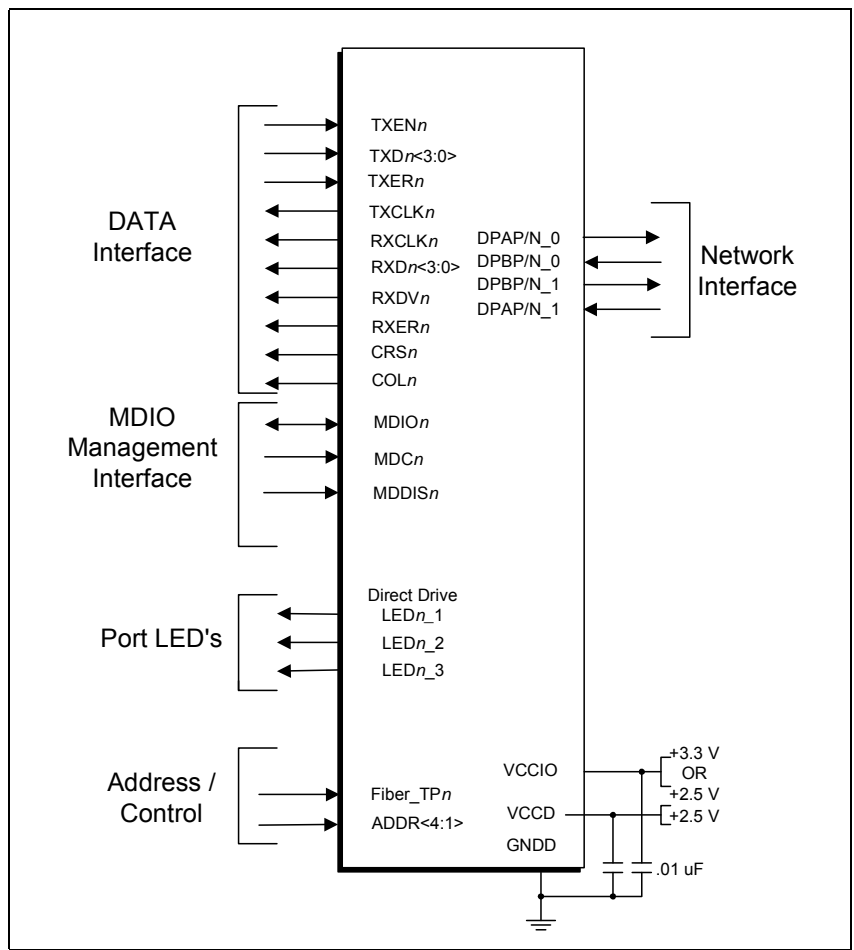 DATA
Interface
TXENn
TXDn<3:0>
TXERn
TXCLKn
RXCLKn
RXDn<3:0>
RXDVn
RXERn
CRSn
COLn
DPAP/N_0
DPBP/N_0
DPBP/N_1
DPAP/N_1
Network
Interface
MDIO
Management
Interface
MDIOn
MDCn
MDDISn
Port LED's
Direct Drive
LEDn_1
LEDn_2
LEDn_3
Address /
Control
Fiber_TPn
ADDR<4:1>
VCCIO
VCCD
GNDD
+3.3 V
OR
+2.5 V
+2.5 V
.01 uF